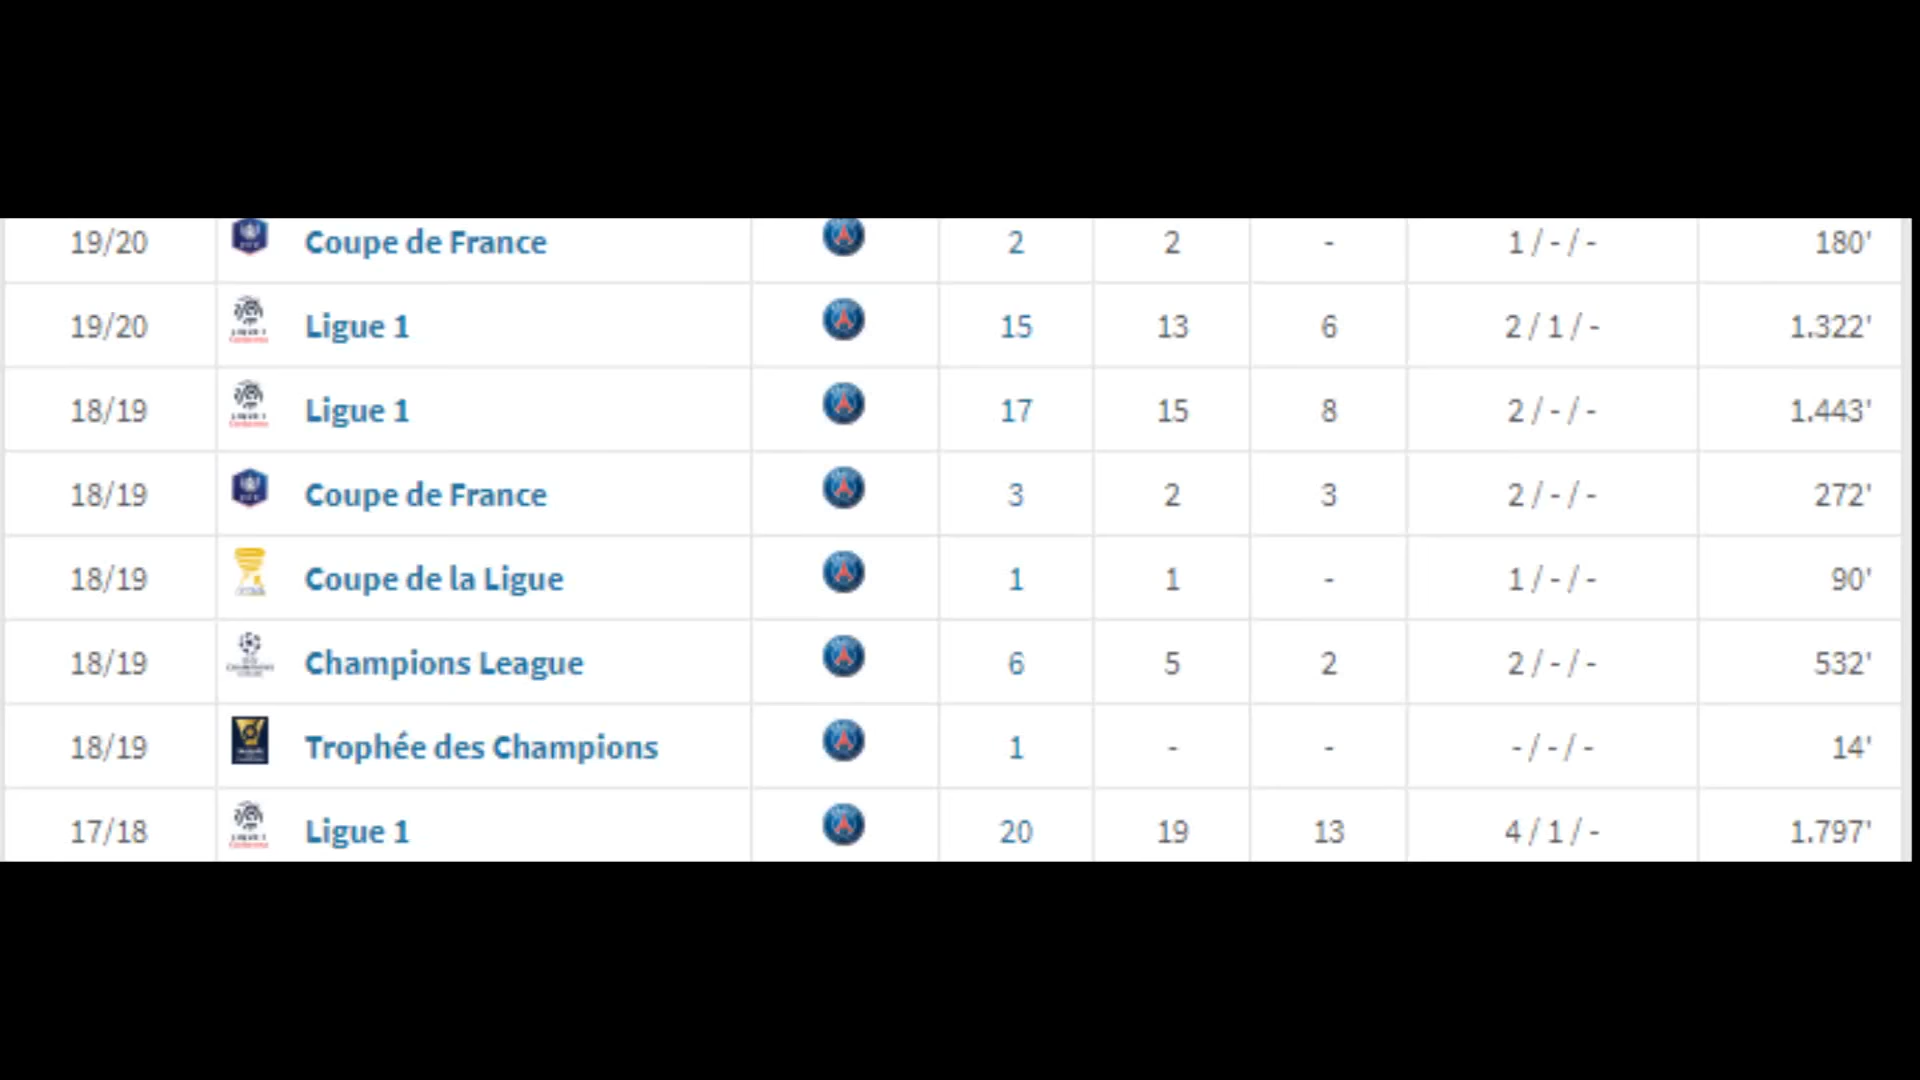 19/20 Coupe de France 2 2 - 1 / - / - 180'
19/20 Ligue 1 15 13 6 2 / 1 / - 1.322'
18/19 Ligue 1 17 15 8 2 / - / - 1.443'
18/19 Coupe de France 3 2 3 2 / - / - 272'
18/19 Coupe de la Ligue 1 1 - 1 / - / - 90'
18/19 Champions League 6 5 2 2 / - / - 532'
18/19 Trophée des Champions 1 - - - / - / - 14'
17/18 Ligue 1 20 19 13 4 / 1 / - 1.797'